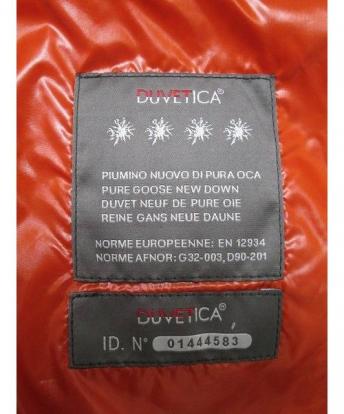 DUVETICA®
PIUMINO NUOVO DI PURA OCA
PURE GOOSE NEW DOWN
DUVET NEUF DE PURE OIE
REINE GANS NEUE DAUNE
NORME EUROPEENNE: EN 12934
NORME AFNOR: G32-003, D90-201
DUVETICA®
ID. N° 01444583